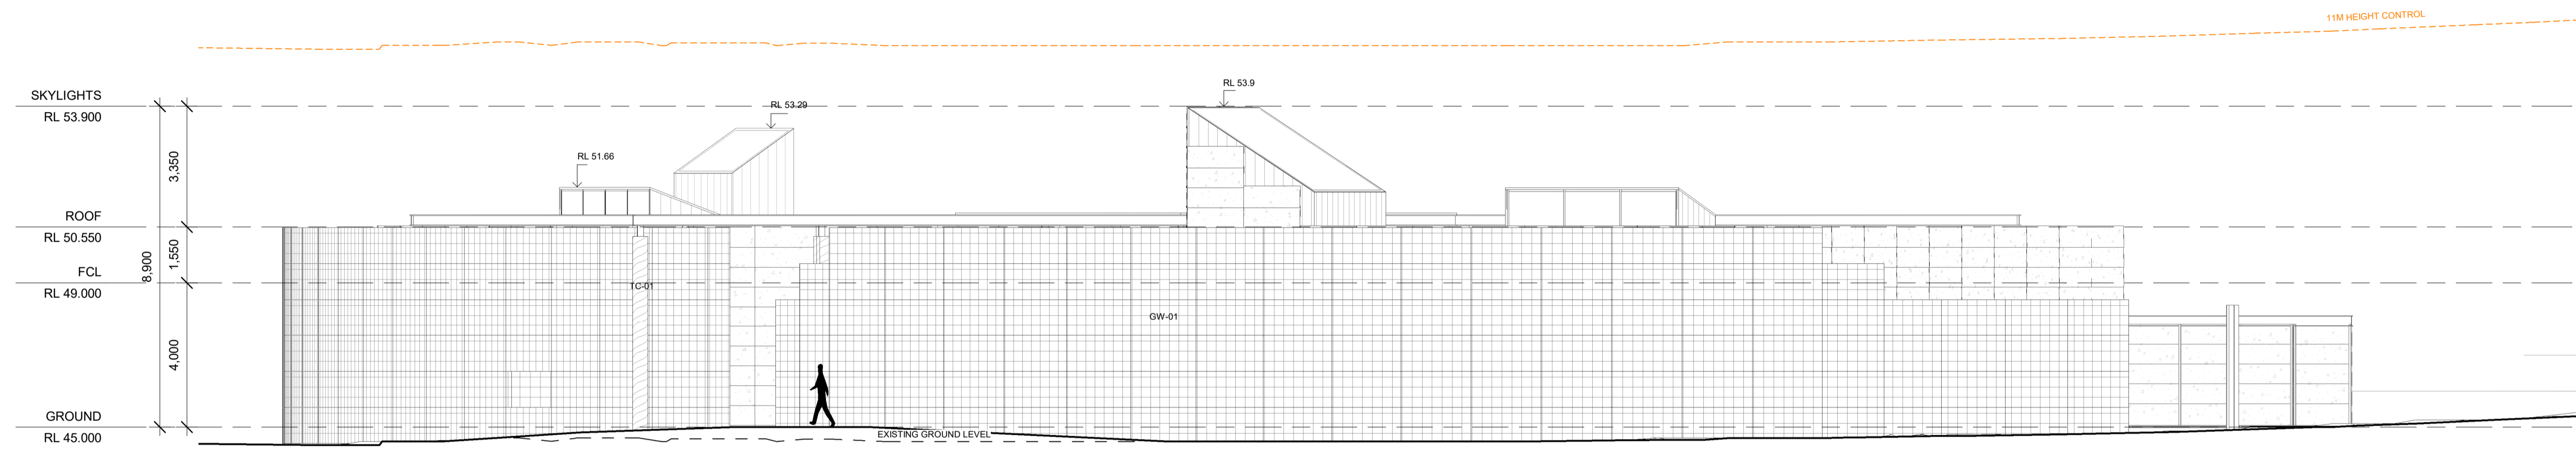 11M HEIGHT CONTROL
RL 53.9
SKYLIGHTS
RL 53.900
RL 53.29
RL 51.66
3,350
ROOF
RL 50.550
1,550
8,900
FCL
RL 49.000
TC-01
GW-01
4,000
GROUND
RL 45.000
EXISTING GROUND LEVEL